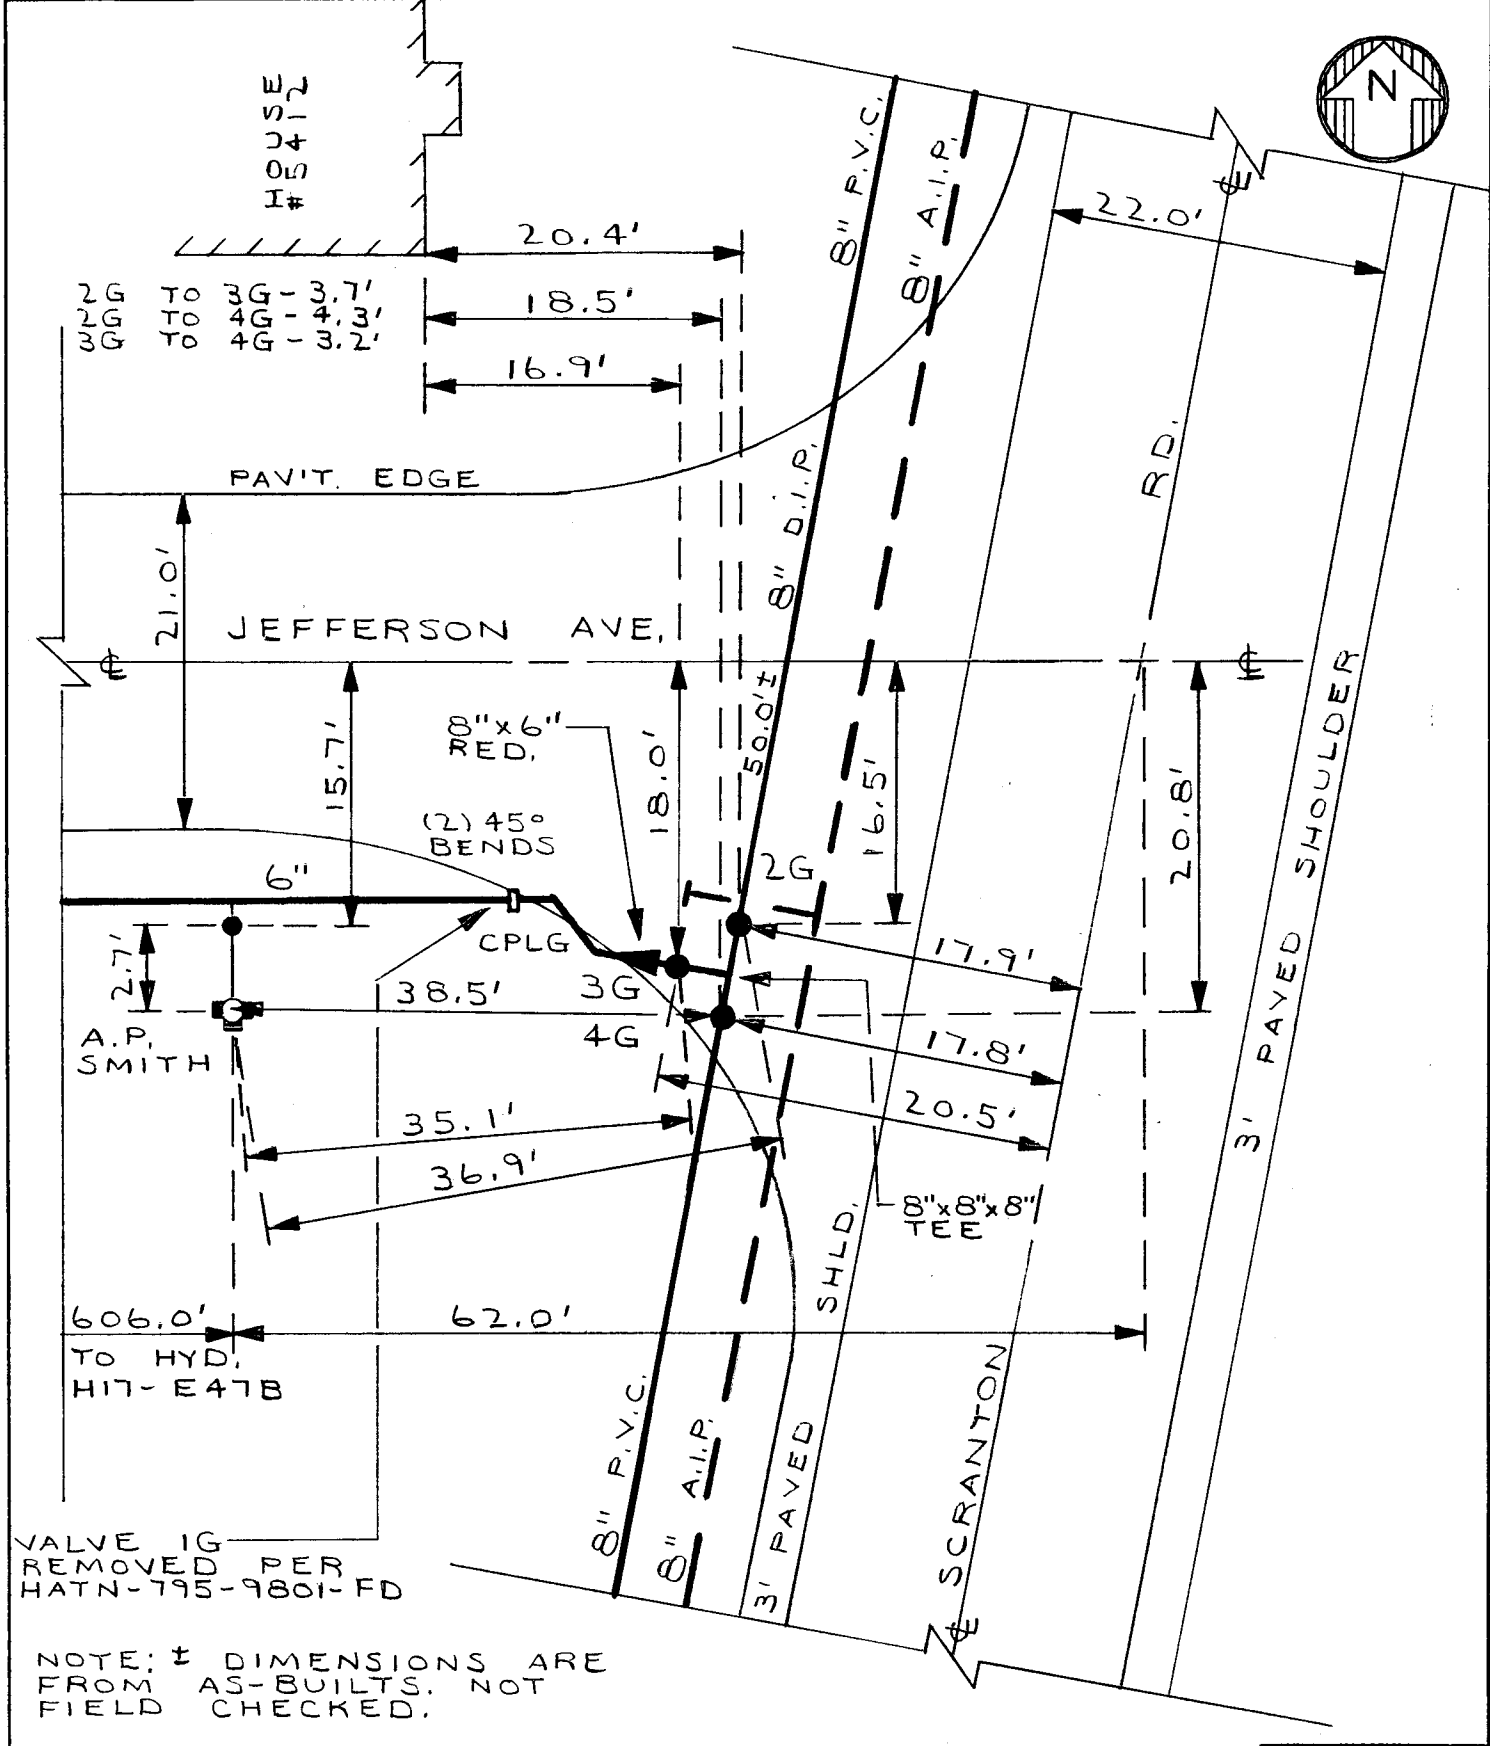 HOUSE
#5412
N
8" P.V.C.
8" A.I.P.
℄
22.0'
20.4'
2G TO 3G - 3.7'
2G TO 4G - 4.3'
3G TO 4G - 3.2'
18.5'
16.9'
PAV'T. EDGE
8" D.I.P.
RD.
21.0'
JEFFERSON AVE.
℄
℄
15.7'
8"x6"
RED.
18.0'
50.0'±
16.5'
20.8'
3' PAVED SHOULDER
(2) 45°
BENDS
6"
2G
CPLG
2.7'
38.5'
3G
4G
17.9'
A.P.
SMITH
17.8'
20.5'
35.1'
36.9'
8"x8"x8"
TEE
606.0'
TO HYD.
H17-E47B
62.0'
8" P.V.C.
8" A.I.P.
3' PAVED SHLD.
℄ SCRANTON
VALVE 1G
REMOVED PER
HATN-795-9801-FD
NOTE: ± DIMENSIONS ARE
FROM AS-BUILTS. NOT
FIELD CHECKED.